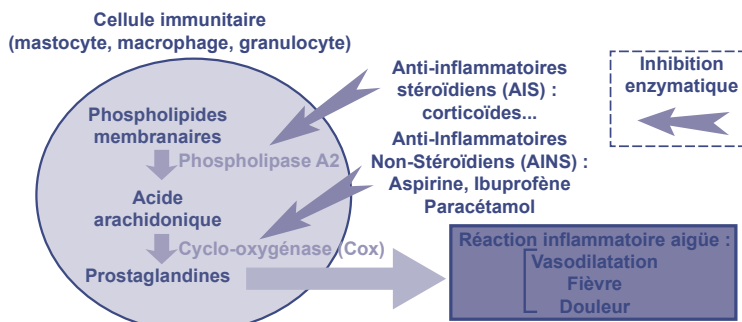 Cellule immunitaire
(mastocyte, macrophage, granulocyte)
Anti-inflammatoires
stéroïdiens (AIS) :
corticoïdes...
Inhibition
enzymatique
Phospholipides
membranaires
Phospholipase A2
Anti-Inflammatoires
Non-Stéroïdiens (AINS) :
Aspirine, Ibuprofène
Paracétamol
Acide
arachidonique
Cyclo-oxygénase (Cox)
Prostaglandines
Réaction inflammatoire aigüe :
Vasodilatation
Fièvre
Douleur